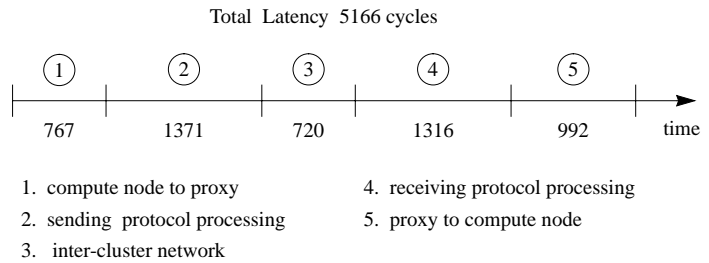 Total Latency 5166 cycles
1 2 3 4 5
767 1371 720 1316 992 time
1. compute node to proxy
2. sending protocol processing
3. inter-cluster network
4. receiving protocol processing
5. proxy to compute node